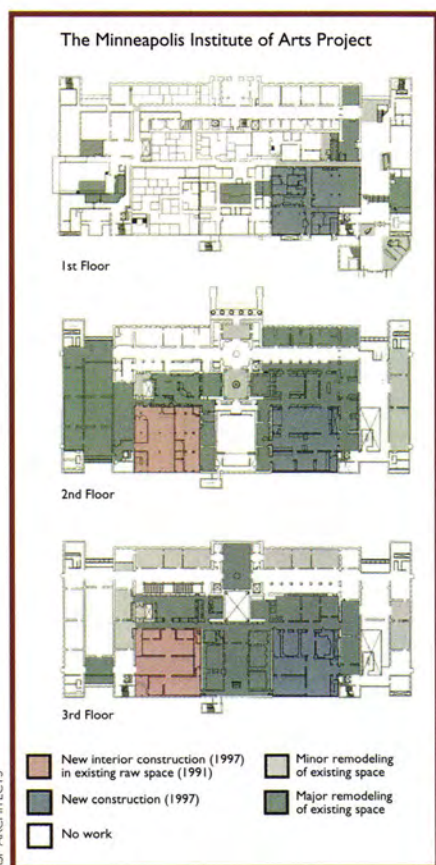 The Minneapolis Institute of Arts Project
1st Floor
2nd Floor
3rd Floor
New interior construction (1997)
in existing raw space (1991)
New construction (1997)
No work
Minor remodeling
of existing space
Major remodeling
of existing space